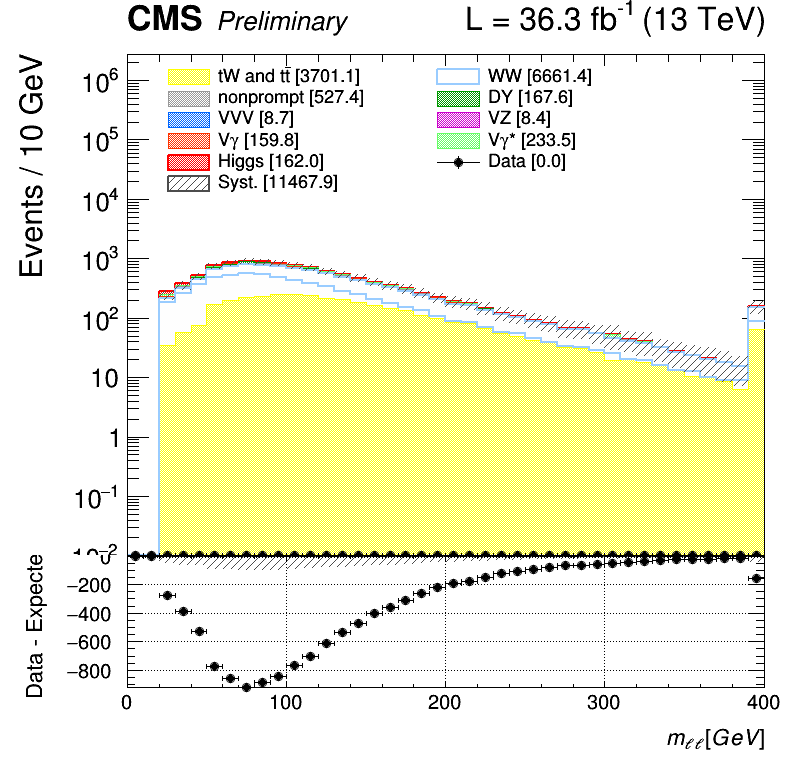 CMS Preliminary L = 36.3 fb⁻¹ (13 TeV)
Events / 10 GeV
10⁶
10⁵
10⁴
10³
10²
10
1
10⁻¹
tW and tt̄ [3701.1]
WW [6661.4]
nonprompt [527.4]
DY [167.6]
VVV [8.7]
VZ [8.4]
Vγ [159.8]
Vγ* [233.5]
Higgs [162.0]
Data [0.0]
Syst. [11467.9]
Data - Expecte
0
−200
−400
−600
−800
0 100 200 300 400
m_ℓℓ[GeV]